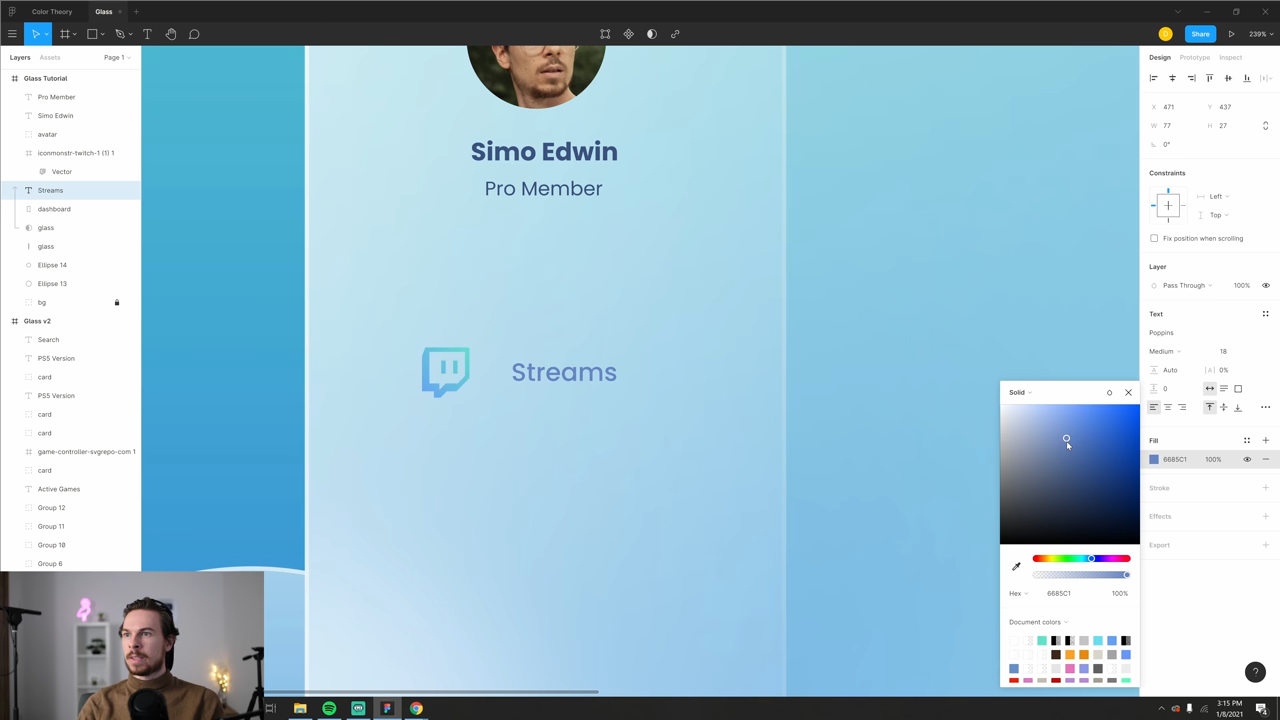 Color Theory
Glass
D
Share
239%
Layers
Assets
Page 1
Glass Tutorial
Pro Member
Simo Edwin
avatar
iconmonstr-twitch-1 (1) 1
Vector
Streams
dashboard
glass
glass
Ellipse 14
Ellipse 13
bg
Glass v2
Search
PS5 Version
card
PS5 Version
card
card
game-controller-svgrepo-com 1
card
Active Games
Group 12
Group 11
Group 10
Group 6
Simo Edwin
Pro Member
Streams
Design
Prototype
Inspect
X 471 Y 437
W 77 H 27
0°
Constraints
Left
Top
Fix position when scrolling
Layer
Pass Through 100%
Text
Poppins
Medium 18
Auto |A| 0%
0
Fill
6685C1 100%
Stroke
Effects
Export
Solid
Hex 6685C1 100%
Document colors
?
3:15 PM
1/8/2021
4